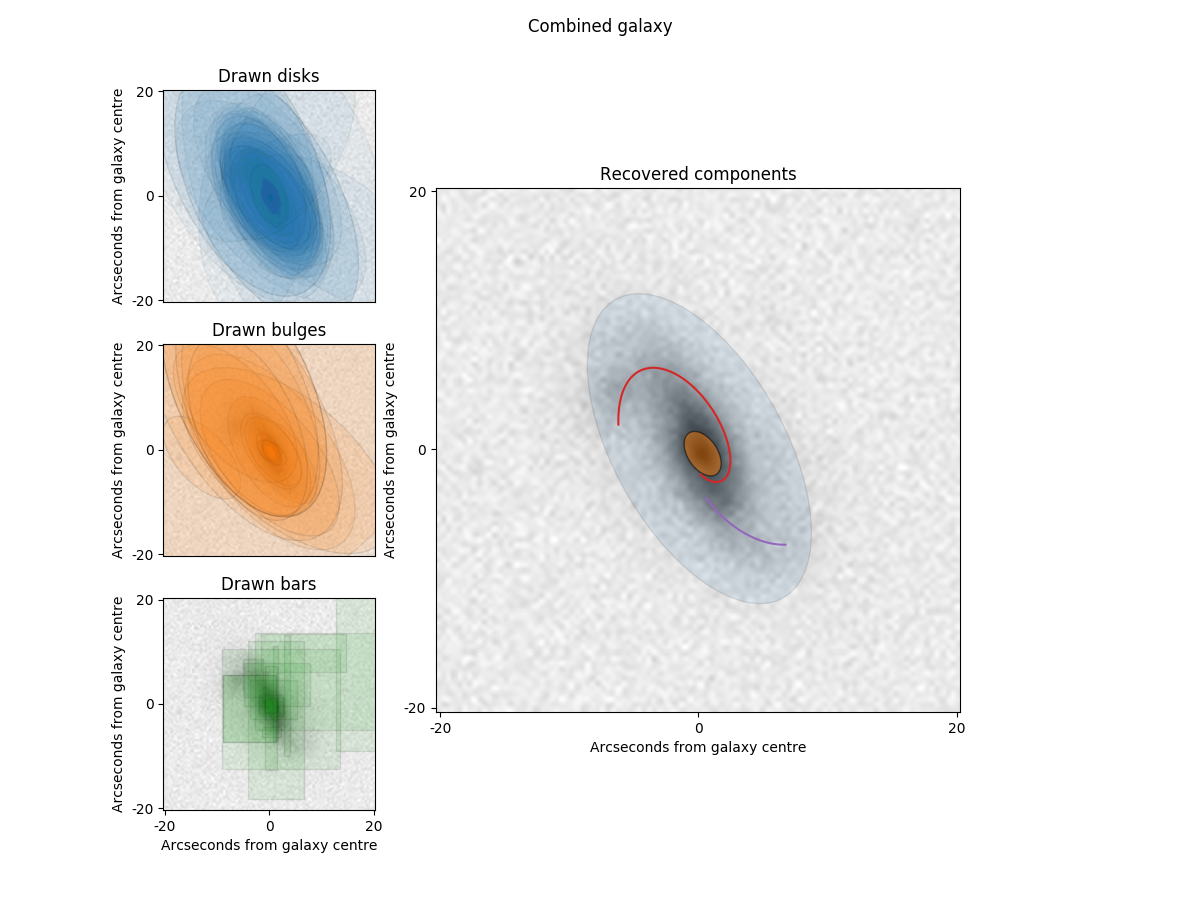 Combined galaxy
Drawn disks
20
0
-20
Arcseconds from galaxy centre
Drawn bulges
20
0
-20
Arcseconds from galaxy centre
Drawn bars
20
0
-20
Arcseconds from galaxy centre
-20 0 20
Arcseconds from galaxy centre
Recovered components
20
0
-20
Arcseconds from galaxy centre
-20 0 20
Arcseconds from galaxy centre